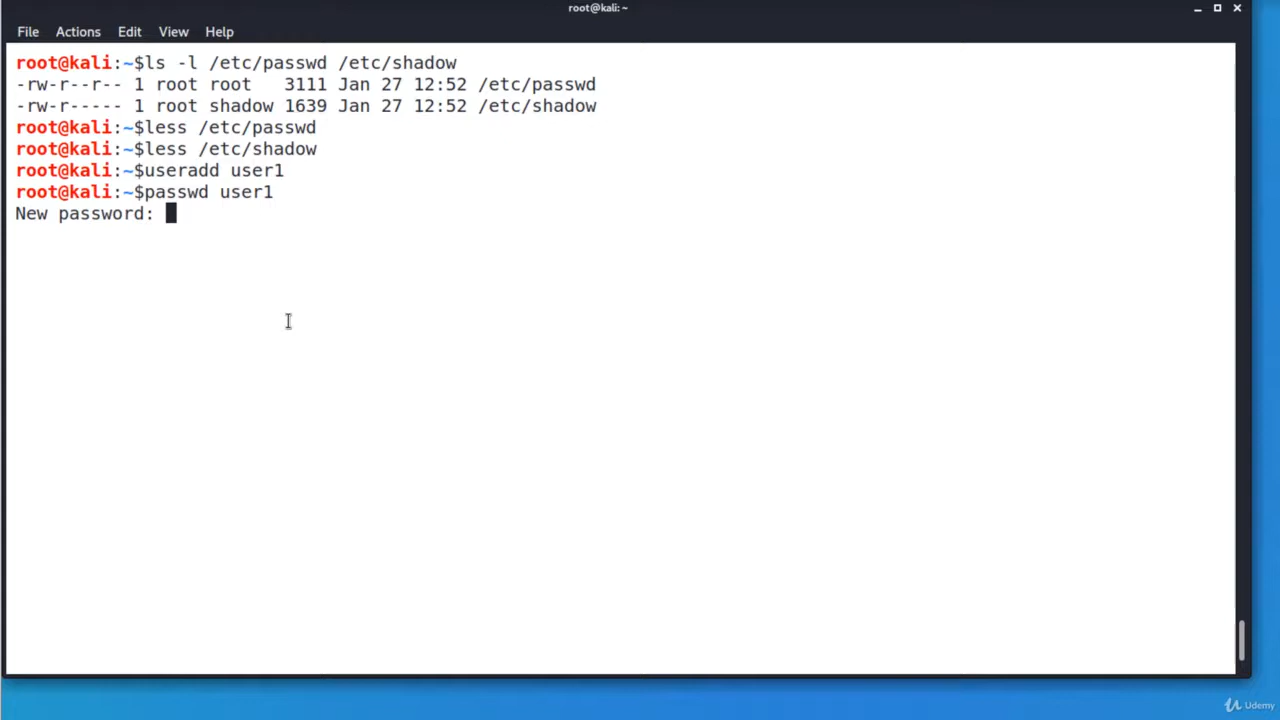 root@kali: ~
File Actions Edit View Help
root@kali:~$ls -l /etc/passwd /etc/shadow
-rw-r--r-- 1 root root   3111 Jan 27 12:52 /etc/passwd
-rw-r----- 1 root shadow 1639 Jan 27 12:52 /etc/shadow
root@kali:~$less /etc/passwd
root@kali:~$less /etc/shadow
root@kali:~$useradd user1
root@kali:~$passwd user1
New password:
Udemy